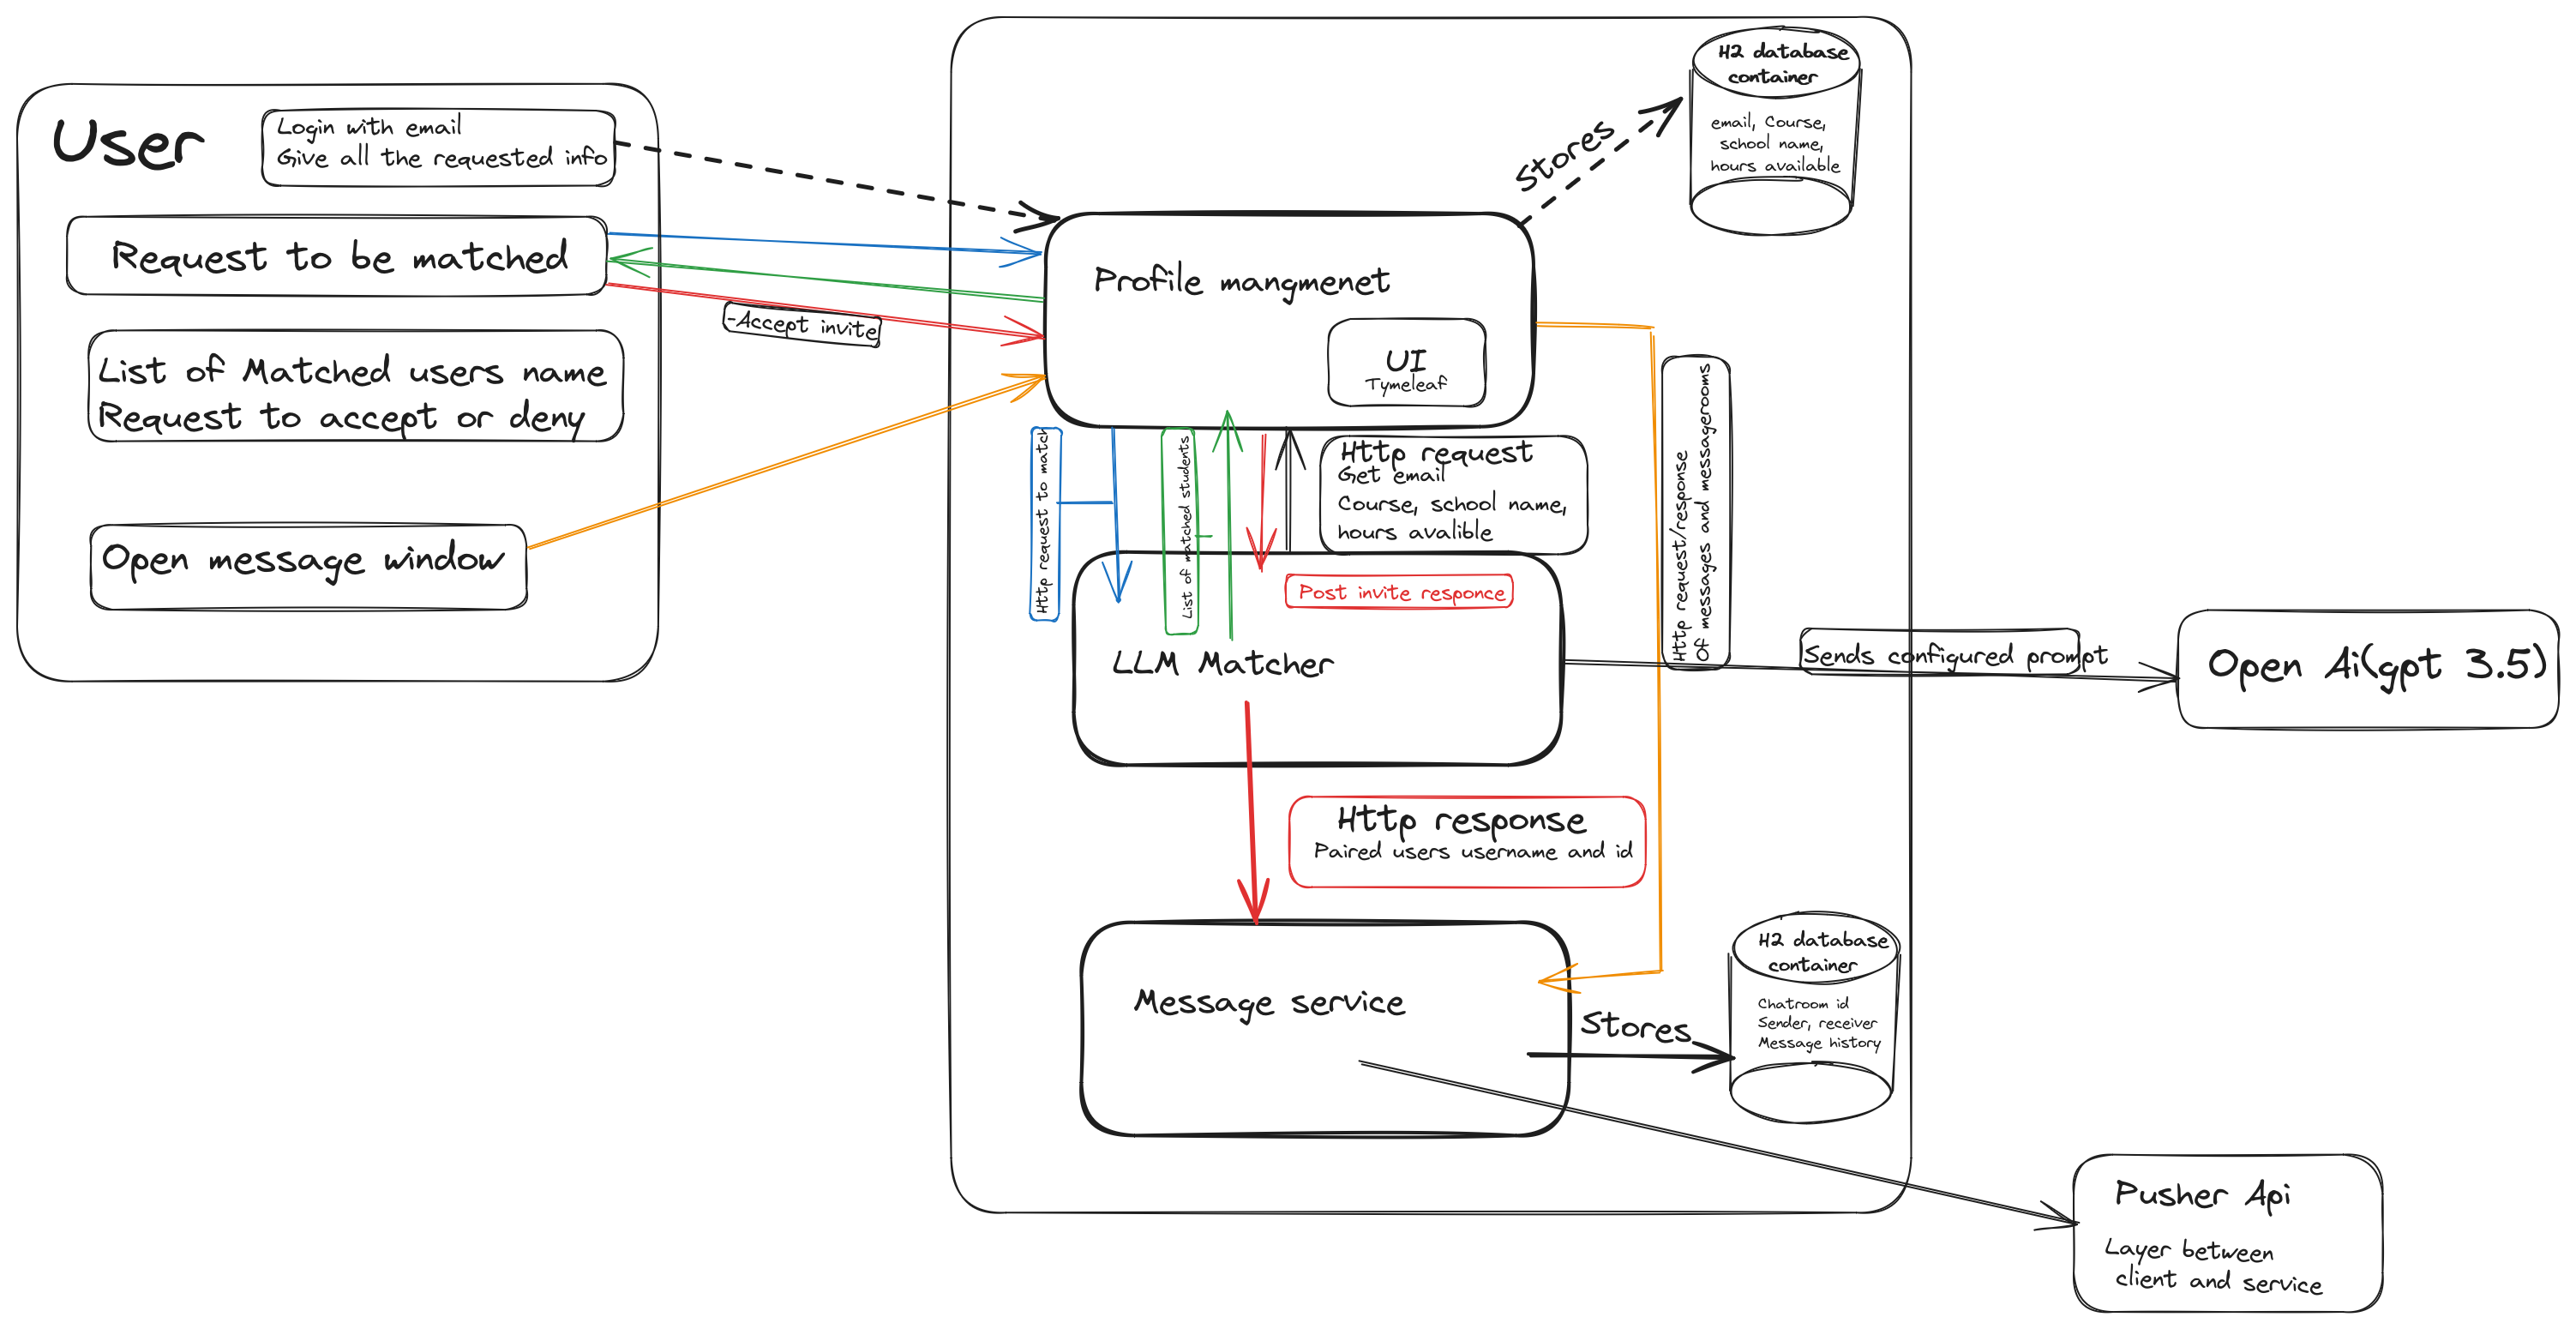 User
Login with email
Give all the requested info
Request to be matched
-Accept invite
List of Matched users name
Request to accept or deny
Open message window
H2 database
container
email, Course,
school name,
hours available
Stores
Profile mangmenet
UI
Tymeleaf
Http request to match
List of matched students
Http request
Get email
Course, school name,
hours avalible
Http request/response
Of messages and messagerooms
Post invite responce
LLM Matcher
Sends configured prompt
Open Ai(gpt 3.5)
Http response
Paired users username and id
Message service
Stores
H2 database
container
Chatroom id
Sender, receiver
Message history
Pusher Api
Layer between
client and service